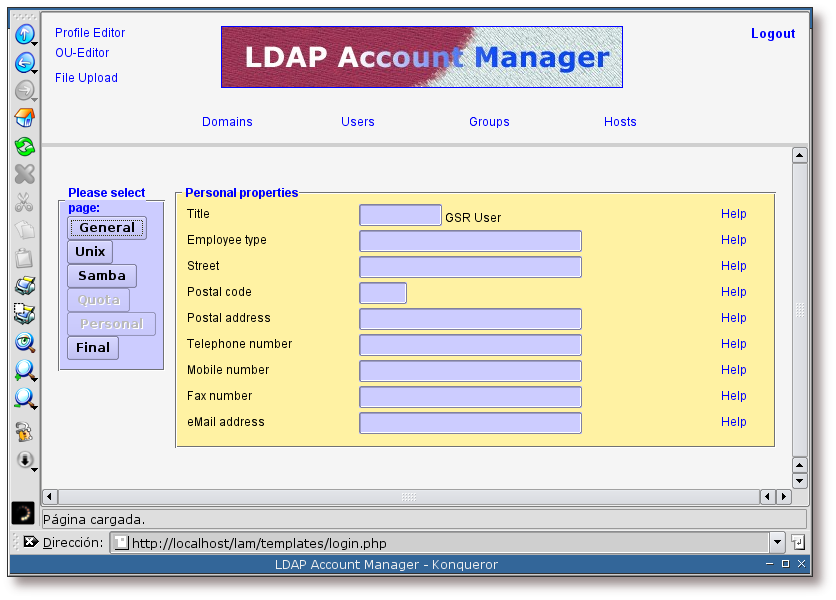 Profile Editor
OU-Editor
File Upload
LDAP Account Manager
Logout
Domains Users Groups Hosts
Please select page:
General
Unix
Samba
Quota
Personal
Final
Personal properties
Title GSR User Help
Employee type Help
Street Help
Postal code Help
Postal address Help
Telephone number Help
Mobile number Help
Fax number Help
eMail address Help
Página cargada.
Dirección: http://localhost/lam/templates/login.php
LDAP Account Manager - Konqueror